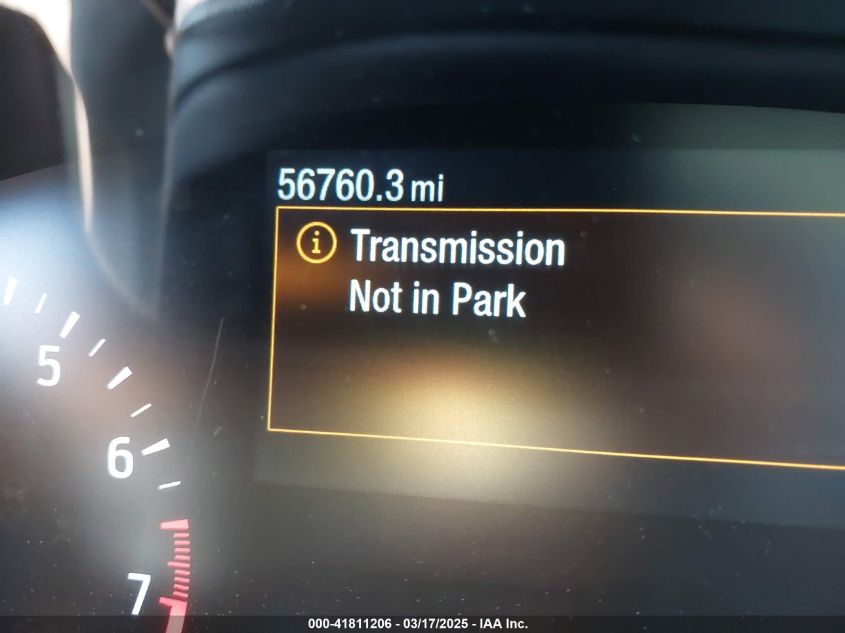 56760.3 mi
Transmission
Not in Park
5
6
7
000-41811206 - 03/17/2025 - IAA Inc.